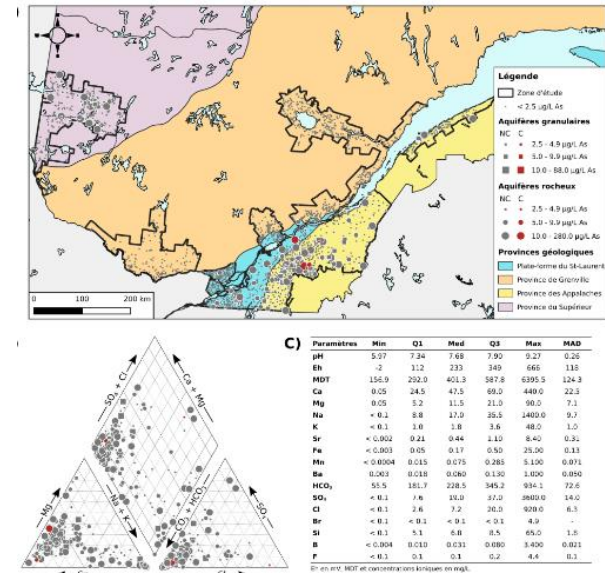 )
Légende
Zone d'étude
< 2.5 µg/L As
Aquifères granulaires
NC C
2.5 - 4.9 µg/L As
5.0 - 9.9 µg/L As
10.0 - 88.0 µg/L As
Aquifères rocheux
NC C
2.5 - 4.9 µg/L As
5.0 - 9.9 µg/L As
10.0 - 280.0 µg/L As
Provinces géologiques
Plate-forme du St-Laurent
Province de Grenville
Province des Appalaches
Province du Supérieur
0 100 200 km
)
SO₄ + Cl
Ca + Mg
Mg
Na + K
CO₃ + HCO₃
SO₄
C)
Paramètres Min Q1 Med Q3 Max MAD
pH 5.97 7.34 7.68 7.90 9.27 0.26
Eh -2 112 233 349 666 118
MDT 156.9 292.0 401.3 587.8 6395.5 124.3
Ca 0.05 24.5 47.5 69.0 440.0 22.5
Mg 0.05 5.2 11.5 21.0 90.0 7.1
Na < 0.1 8.8 17.0 35.5 1400.0 9.7
K < 0.1 1.0 1.8 3.6 48.0 1.0
Sr < 0.002 0.21 0.44 1.10 8.40 0.31
Fe < 0.003 0.05 0.17 0.50 25.00 0.13
Mn < 0.0004 0.015 0.075 0.285 5.100 0.071
Ba 0.003 0.018 0.060 0.130 1.000 0.050
HCO₃ 55.5 181.7 228.5 345.2 934.1 72.6
SO₄ < 0.1 7.6 19.0 37.0 3600.0 14.0
Cl < 0.1 2.6 7.2 20.0 920.0 6.3
Br < 0.1 < 0.1 < 0.1 < 0.1 4.9 -
Si < 0.1 5.1 6.8 8.5 65.0 1.8
B < 0.004 0.010 0.031 0.080 3.400 0.021
F < 0.1 0.1 0.1 0.2 4.4 0.1
Eh en mV, MDT et concentrations ioniques en mg/L.